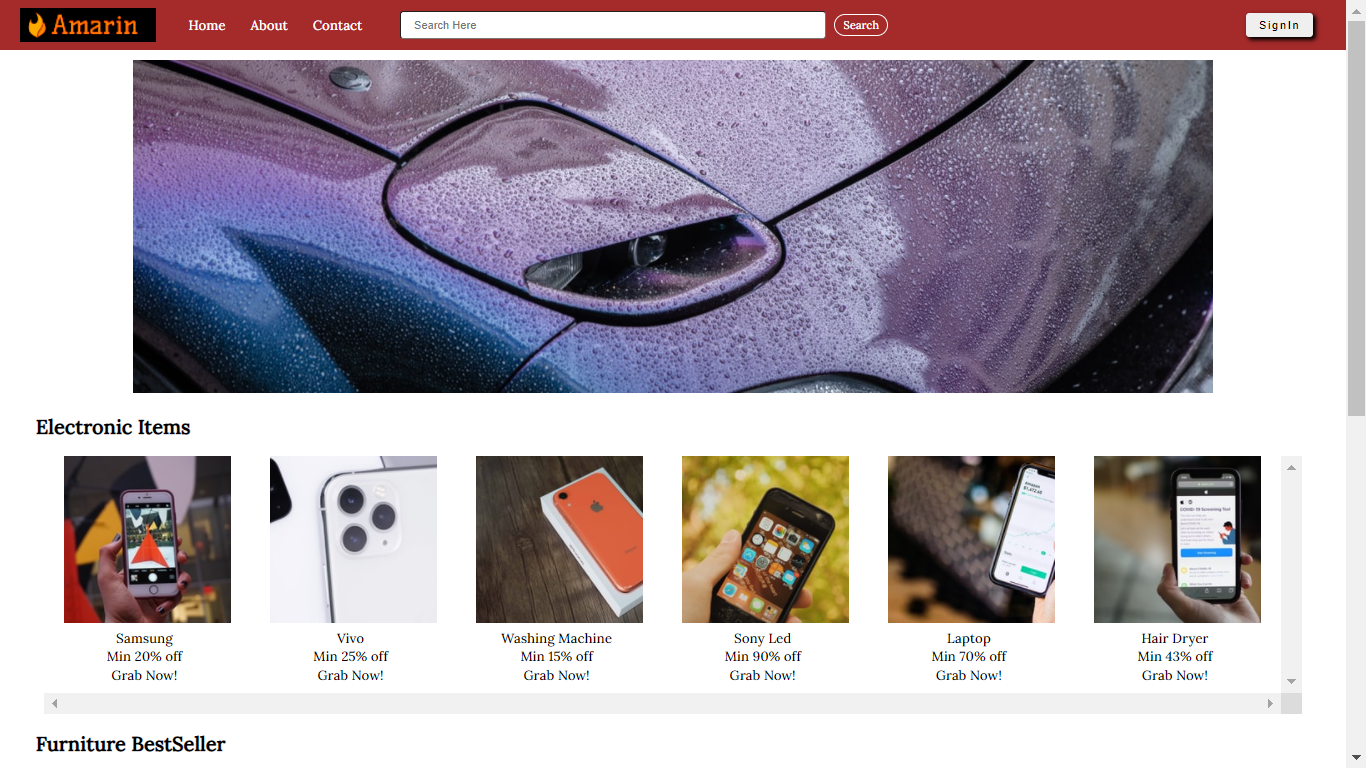 Amarin
Home
About
Contact
Search Here
Search
SignIn
Electronic Items
Samsung
Min 20% off
Grab Now!
Vivo
Min 25% off
Grab Now!
Washing Machine
Min 15% off
Grab Now!
Sony Led
Min 90% off
Grab Now!
Laptop
Min 70% off
Grab Now!
Hair Dryer
Min 43% off
Grab Now!
Furniture BestSeller